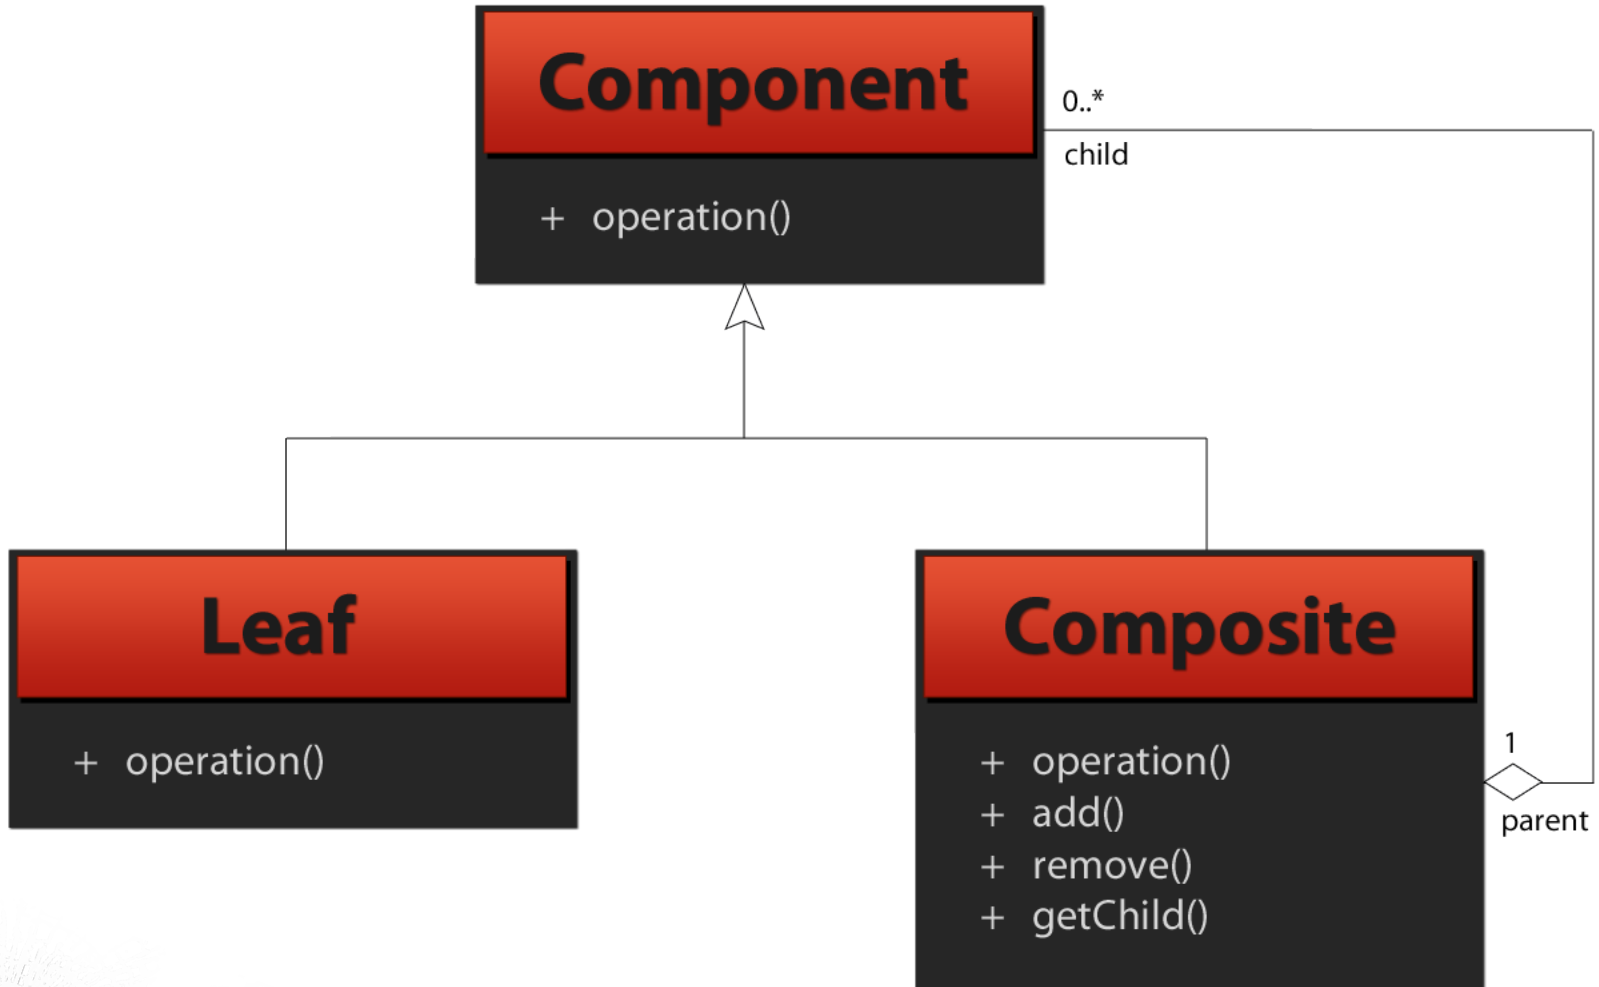 Component
0..*
child
+ operation()
Leaf
+ operation()
Composite
+ operation()
+ add()
+ remove()
+ getChild()
1
parent